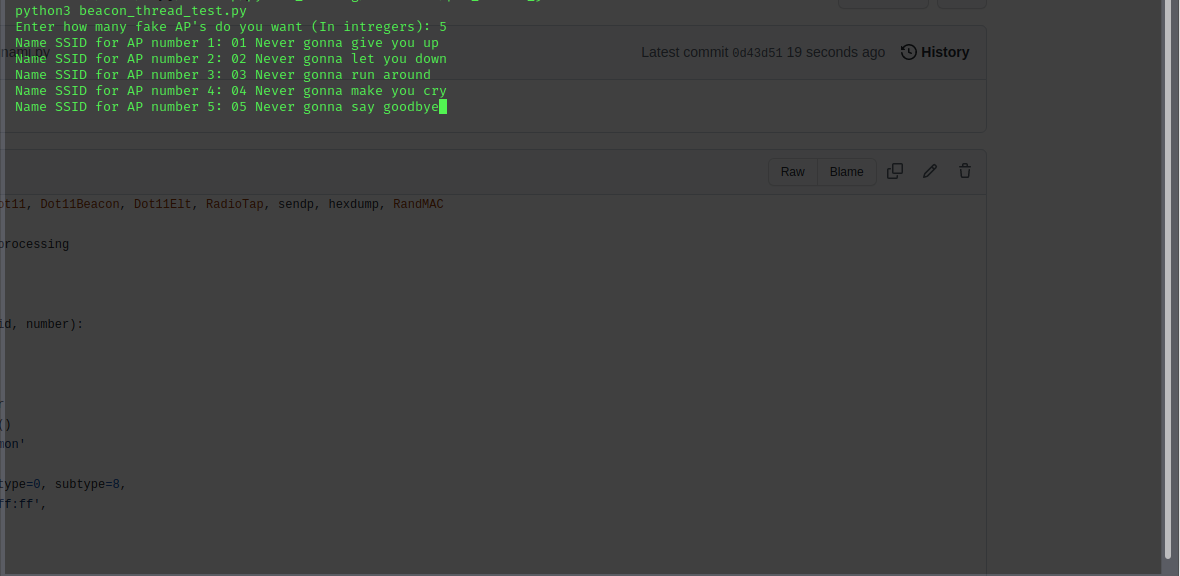 python3 beacon_thread_test.py
Enter how many fake AP's do you want (In intregers): 5
Name SSID for AP number 1: 01 Never gonna give you up
Name SSID for AP number 2: 02 Never gonna let you down
Name SSID for AP number 3: 03 Never gonna run around
Name SSID for AP number 4: 04 Never gonna make you cry
Name SSID for AP number 5: 05 Never gonna say goodbye
Latest commit 0d43d51 19 seconds ago History
Raw Blame
ot11, Dot11Beacon, Dot11Elt, RadioTap, sendp, hexdump, RandMAC
processing
id, number):
()
mon'
type=0, subtype=8,
ff:ff',